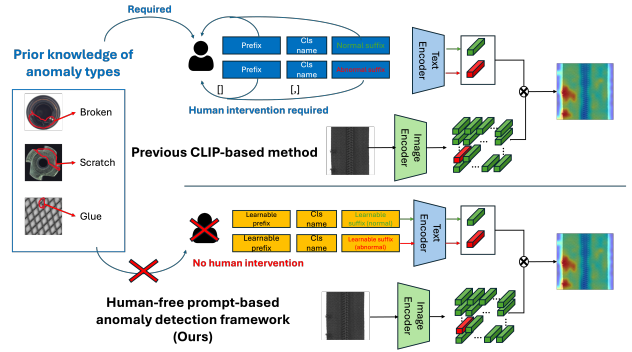 Required
Prior knowledge of
anomaly types
Broken
Scratch
Glue
Prefix
Cls
name
Normal suffix
Prefix
Cls
name
[]
[,]
Human intervention required
Text
Encoder
Previous CLIP-based method
Image
Encoder
Learnable
prefix
Cls
name
Learnable
suffix (normal)
Learnable
prefix
Cls
name
Learnable suffix
(abnormal)
No human intervention
Text
Encoder
Human-free prompt-based
anomaly detection framework
(Ours)
Image
Encoder